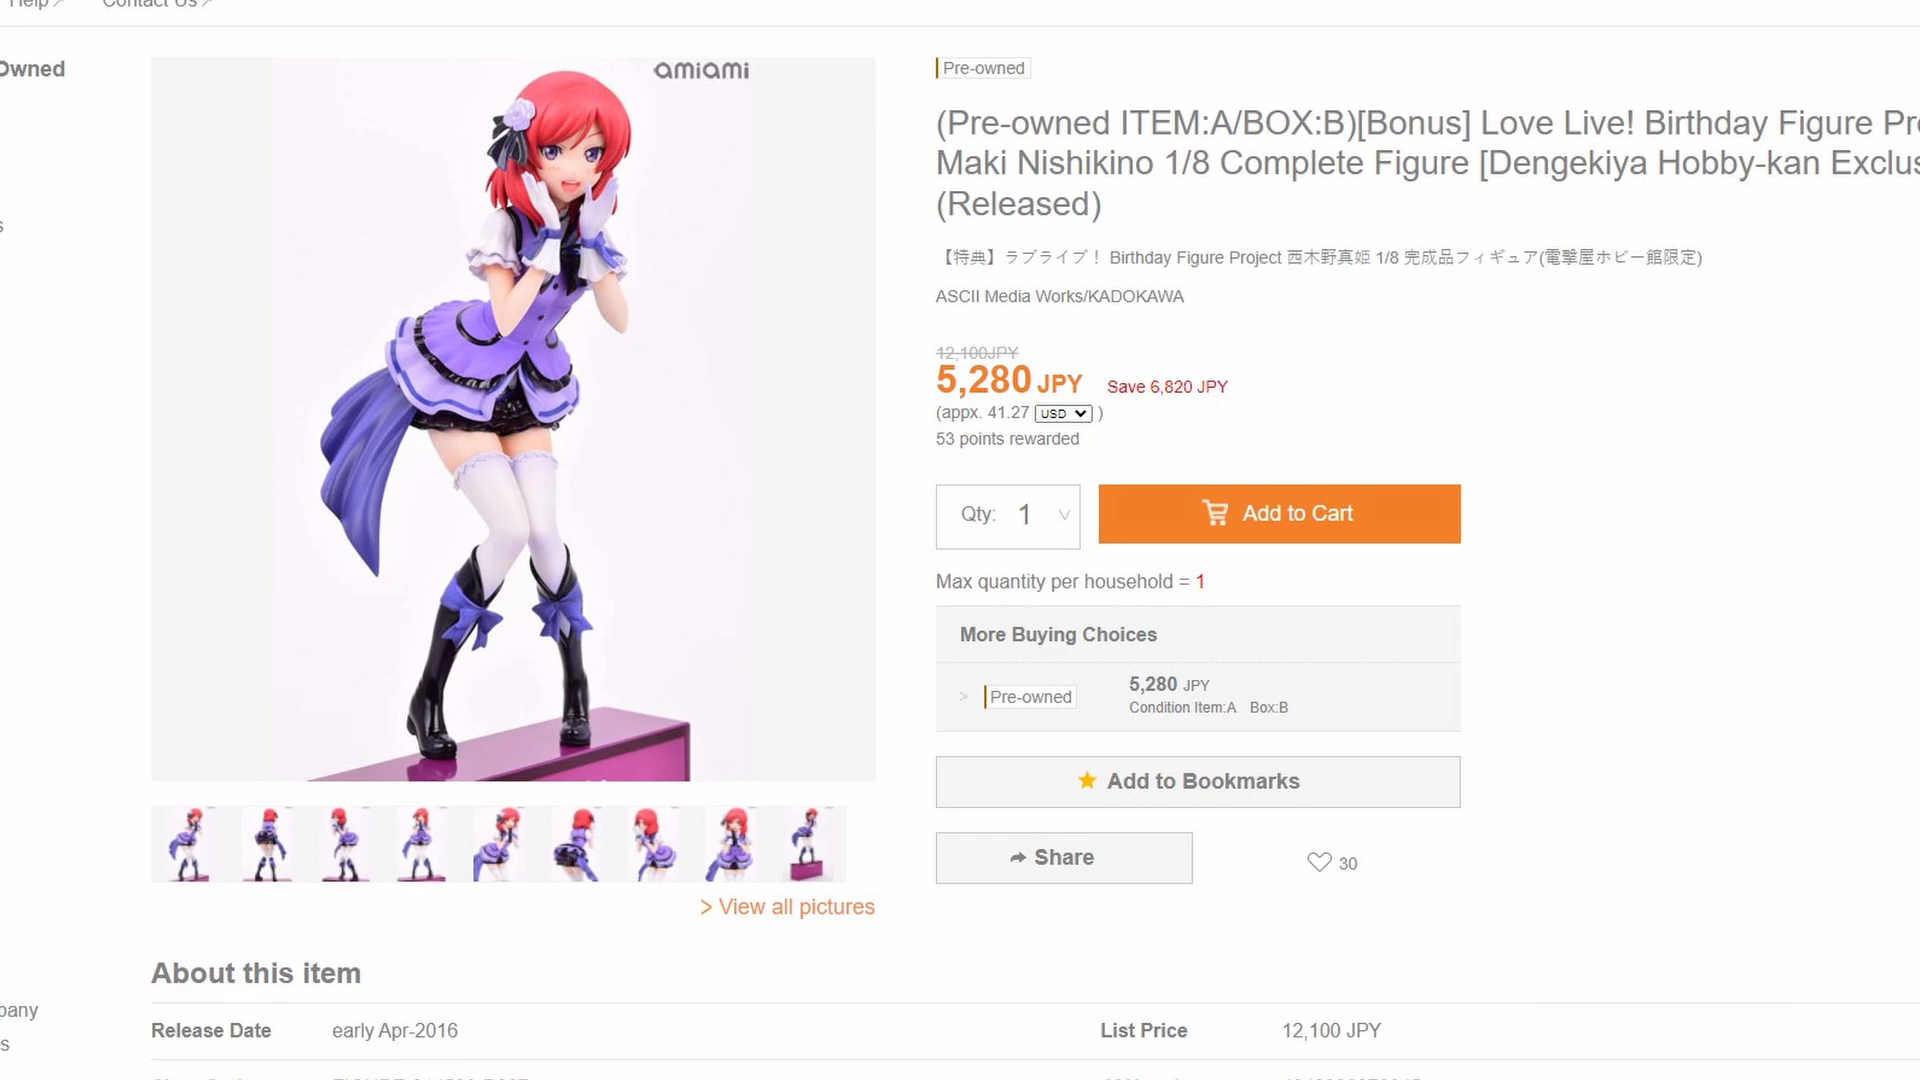 Help
Contact Us
Owned
amiami
Pre-owned
(Pre-owned ITEM:A/BOX:B)[Bonus] Love Live! Birthday Figure
Maki Nishikino 1/8 Complete Figure [Dengekiya Hobby-kan
(Released)
【特典】ラブライブ！ Birthday Figure Project 西木野真姫 1/8 完成品フィギュア(電撃屋ホビー館限定)
ASCII Media Works/KADOKAWA
12,100JPY
5,280 JPY Save 6,820 JPY
(appx. 41.27 USD )
53 points rewarded
Qty: 1
Add to Cart
Max quantity per household = 1
More Buying Choices
> Pre-owned
5,280 JPY
Condition Item:A Box:B
Add to Bookmarks
Share
30
> View all pictures
About this item
Release Date early Apr-2016
List Price 12,100 JPY